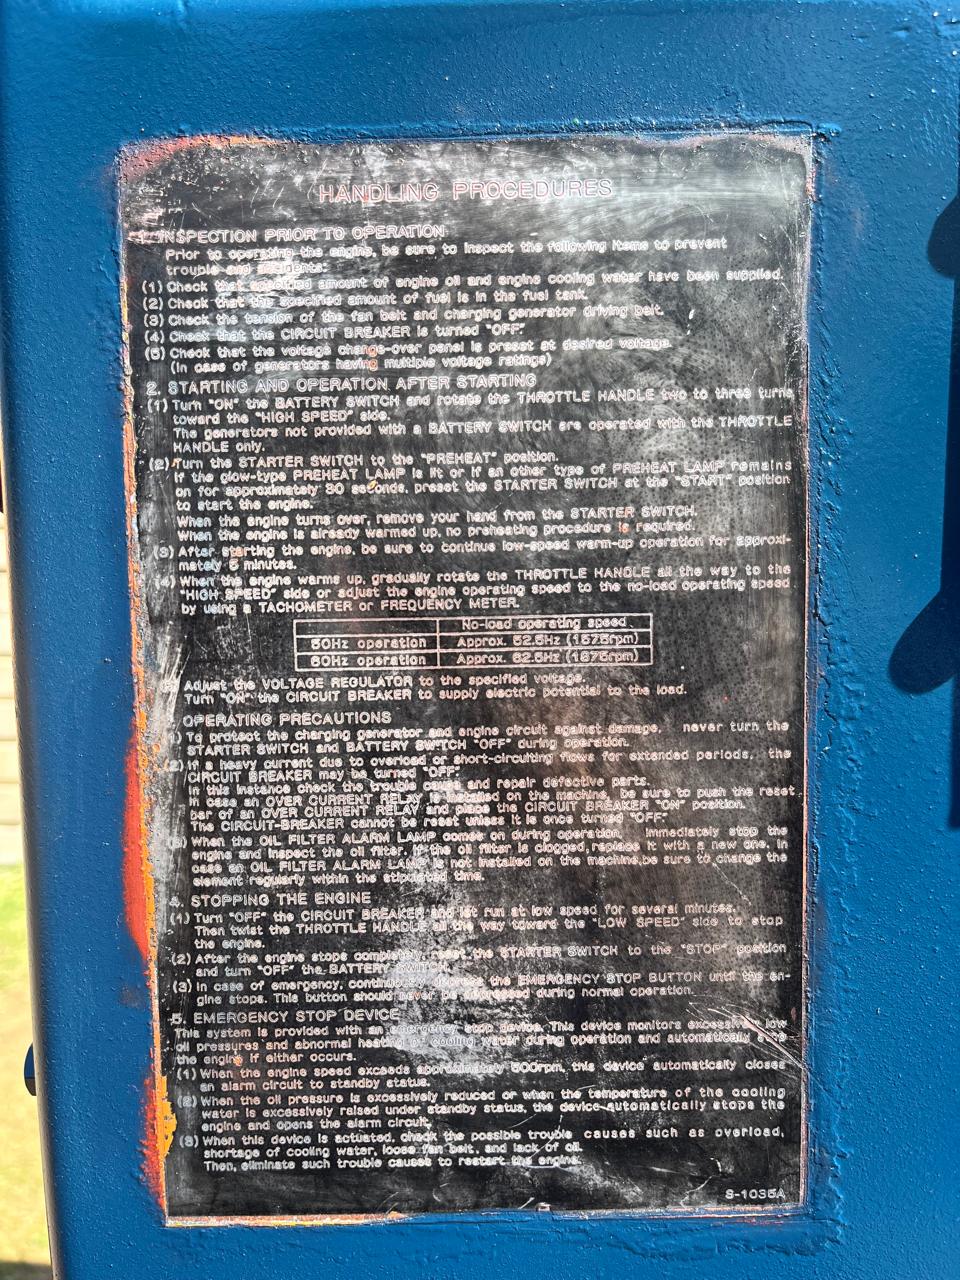 HANDLING PROCEDURES
1. INSPECTION PRIOR TO OPERATION
Prior to operating the engine, be sure to inspect the following items to prevent
trouble and accidents:
(1) Check that specified amount of engine oil and engine cooling water have been supplied.
(2) Check that the specified amount of fuel is in the fuel tank.
(3) Check the tension of the fan belt and charging generator driving belt.
(4) Check that the CIRCUIT BREAKER is turned "OFF".
(5) Check that the voltage change-over panel is preset at desired voltage.
(In case of generators having multiple voltage ratings)
2. STARTING AND OPERATION AFTER STARTING
(1) Turn "ON" the BATTERY SWITCH and rotate the THROTTLE HANDLE two to three turns
toward the "HIGH SPEED" side.
The generators not provided with a BATTERY SWITCH are operated with the THROTTLE
HANDLE only.
(2) Turn the STARTER SWITCH to the "PREHEAT" position.
If the glow-type PREHEAT LAMP is lit or if an other type of PREHEAT LAMP remains
on for approximately 30 seconds, preset the STARTER SWITCH at the "START" position
to start the engine.
When the engine turns over, remove your hand from the STARTER SWITCH.
When the engine is already warmed up, no preheating procedure is required.
(3) After starting the engine, be sure to continue low-speed warm-up operation for approxi-
mately 5 minutes.
(4) When the engine warms up, gradually rotate the THROTTLE HANDLE all the way to the
"HIGH SPEED" side or adjust the engine operating speed to the no-load operating speed
by using a TACHOMETER or FREQUENCY METER.
No-load operating speed
50Hz operation Approx. 52.5Hz (1575rpm)
60Hz operation Approx. 62.5Hz (1875rpm)
Adjust the VOLTAGE REGULATOR to the specified voltage.
Turn "ON" the CIRCUIT BREAKER to supply electric potential to the load.
OPERATING PRECAUTIONS
(1) To protect the charging generator and engine circuit against damage, never turn the
STARTER SWITCH and BATTERY SWITCH "OFF" during operation.
(2) If a heavy current due to overload or short-circuiting flows for extended periods, the
CIRCUIT BREAKER may be turned "OFF".
In this instance check the trouble cause and repair defective parts.
In case an OVER CURRENT RELAY is installed on the machine, be sure to push the reset
bar of an OVER CURRENT RELAY and place the CIRCUIT BREAKER "ON" position.
The CIRCUIT-BREAKER cannot be reset unless it is once turned "OFF".
(3) When the OIL FILTER ALARM LAMP comes on during operation, immediately stop the
engine and inspect the oil filter. If the oil filter is clogged, replace it with a new one. In
case an OIL FILTER ALARM LAMP is not installed on the machine, be sure to change the
element regularly within the stipulated time.
4. STOPPING THE ENGINE
(1) Turn "OFF" the CIRCUIT BREAKER and let run at low speed for several minutes.
Then twist the THROTTLE HANDLE all the way toward the "LOW SPEED" side to stop
the engine.
(2) After the engine stops completely, reset the STARTER SWITCH to the "STOP" position
and turn "OFF" the BATTERY SWITCH.
(3) In case of emergency, continuously depress the EMERGENCY STOP BUTTON until the en-
gine stops. This button should never be depressed during normal operation.
5. EMERGENCY STOP DEVICE
This system is provided with an emergency stop device. This device monitors excessively low
oil pressures and abnormal heating of cooling water during operation and automatically stops
the engine if either occurs.
(1) When the engine speed exceeds approximately 500rpm, this device automatically closes
an alarm circuit to standby status.
(2) When the oil pressure is excessively reduced or when the temperature of the cooling
water is excessively raised under standby status, the device automatically stops the
engine and opens the alarm circuit.
(3) When this device is actuated, check the possible trouble causes such as overload,
shortage of cooling water, loose fan belt, and lack of oil.
Then, eliminate such trouble causes to restart the engine.
S-1035A